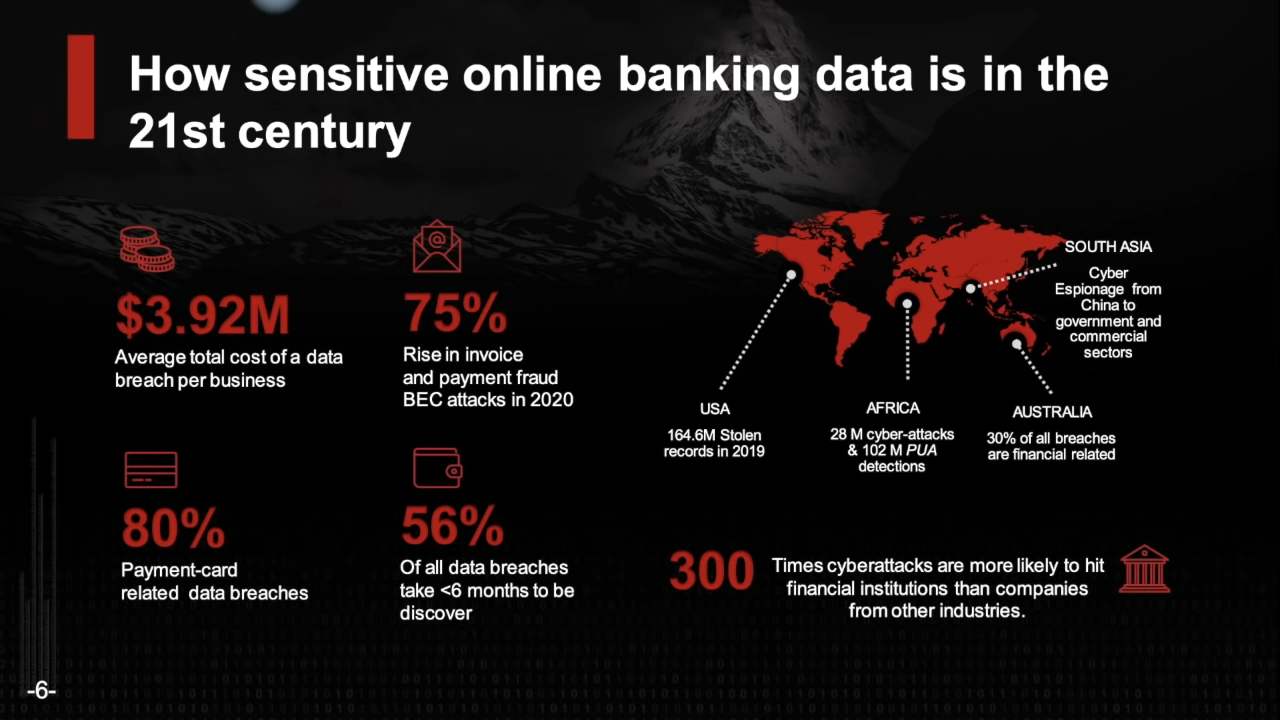 How sensitive online banking data is in the
21st century
$3.92M
Average total cost of a data
breach per business
75%
Rise in invoice
and payment fraud
BEC attacks in 2020
80%
Payment-card
related data breaches
56%
Of all data breaches
take <6 months to be
discover
SOUTH ASIA
Cyber
Espionage from
China to
government and
commercial
sectors
USA
164.6M Stolen
records in 2019
AFRICA
28 M cyber-attacks
& 102 M PUA
detections
AUSTRALIA
30% of all breaches
are financial related
300
Times cyberattacks are more likely to hit
financial institutions than companies
from other industries.
-6-